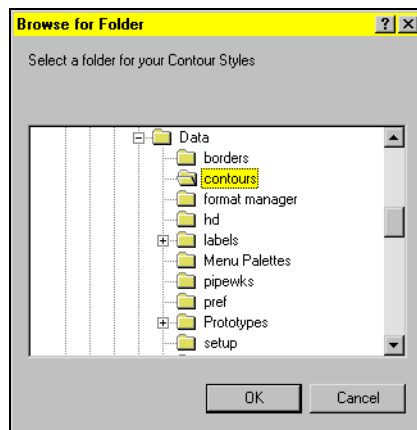 Browse for Folder
Select a folder for your Contour Styles
Data
borders
contours
format manager
hd
labels
Menu Palettes
pipewks
pref
Prototypes
setup
OK Cancel